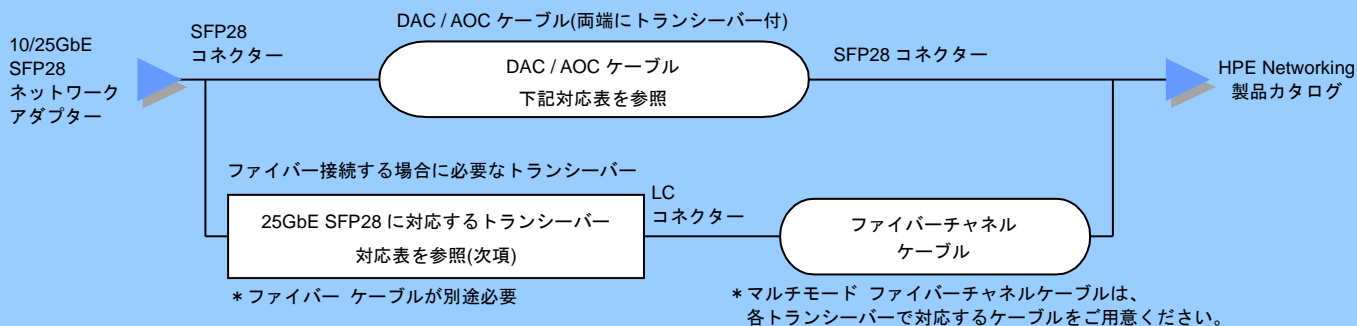 10/25GbE
SFP28
ネットワーク
アダプター
SFP28
コネクター
DAC / AOC ケーブル(両端にトランシーバー付)
DAC / AOC ケーブル
下記対応表を参照
SFP28 コネクター
HPE Networking
製品カタログ
ファイバー接続する場合に必要なトランシーバー
25GbE SFP28 に対応するトランシーバー
対応表を参照(次項)
＊ファイバー ケーブルが別途必要
LC
コネクター
ファイバーチャネル
ケーブル
＊マルチモード ファイバーチャネルケーブルは、
各トランシーバーで対応するケーブルをご用意ください。